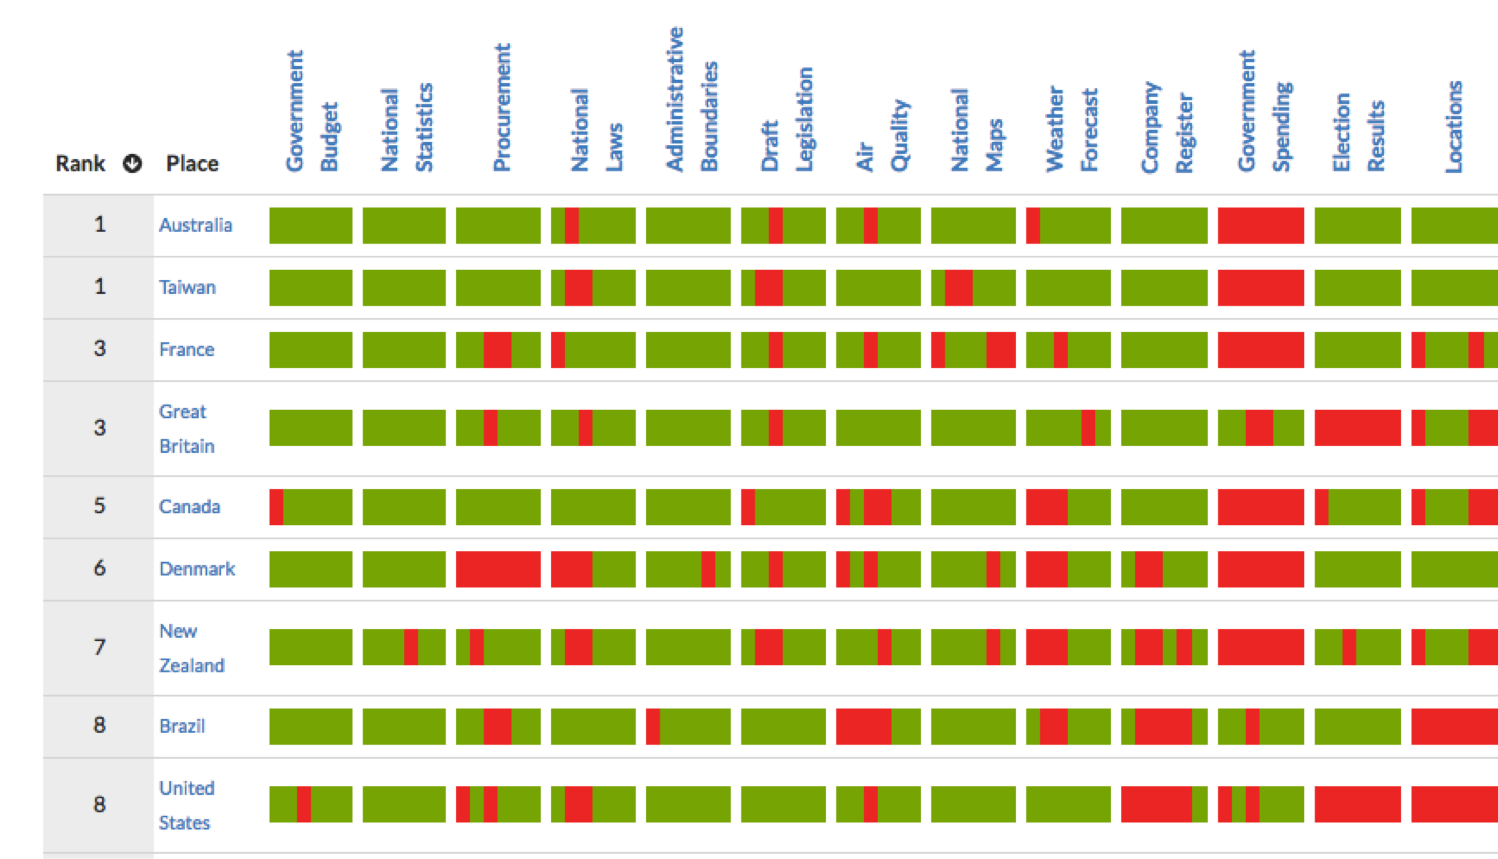 Rank
Place
Government
Budget
National
Statistics
Procurement
National
Laws
Administrative
Boundaries
Draft
Legislation
Air
Quality
National
Maps
Weather
Forecast
Company
Register
Government
Spending
Election
Results
Locations
1 Australia
1 Taiwan
3 France
3 Great
Britain
5 Canada
6 Denmark
7 New
Zealand
8 Brazil
8 United
States